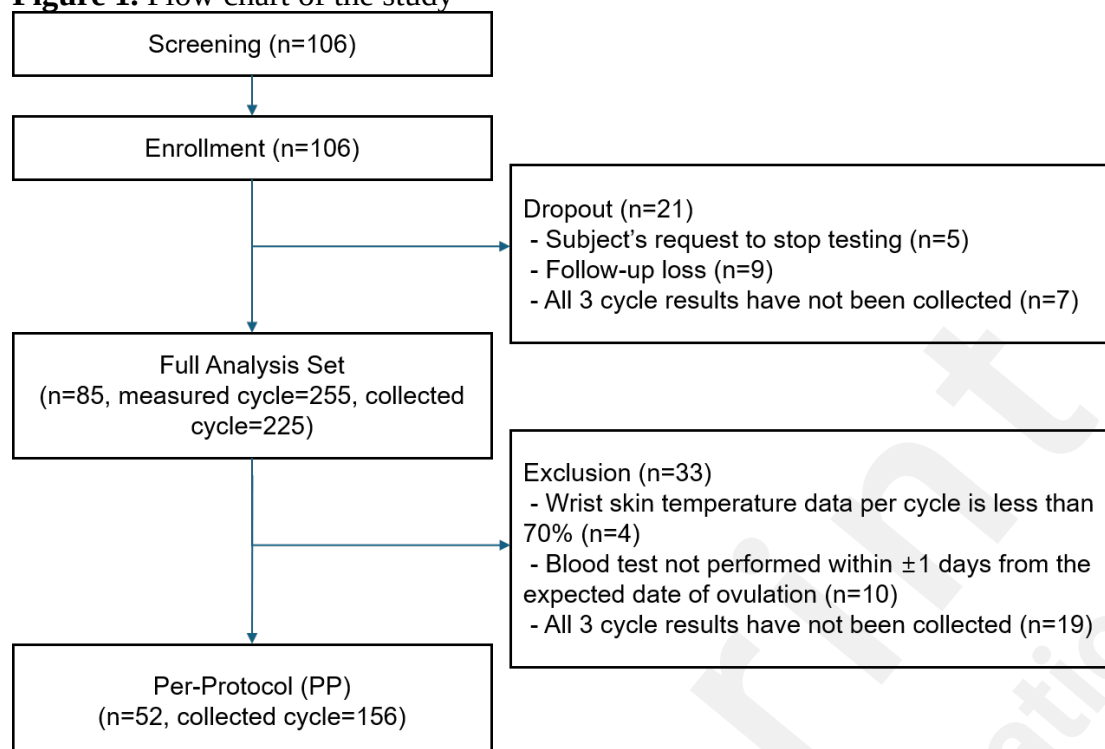 Figure 1. Flow chart of the study
Screening (n=106)
Enrollment (n=106)
Dropout (n=21)
- Subject's request to stop testing (n=5)
- Follow-up loss (n=9)
- All 3 cycle results have not been collected (n=7)
Full Analysis Set
(n=85, measured cycle=255, collected
cycle=225)
Exclusion (n=33)
- Wrist skin temperature data per cycle is less than
70% (n=4)
- Blood test not performed within ±1 days from the
expected date of ovulation (n=10)
- All 3 cycle results have not been collected (n=19)
Per-Protocol (PP)
(n=52, collected cycle=156)